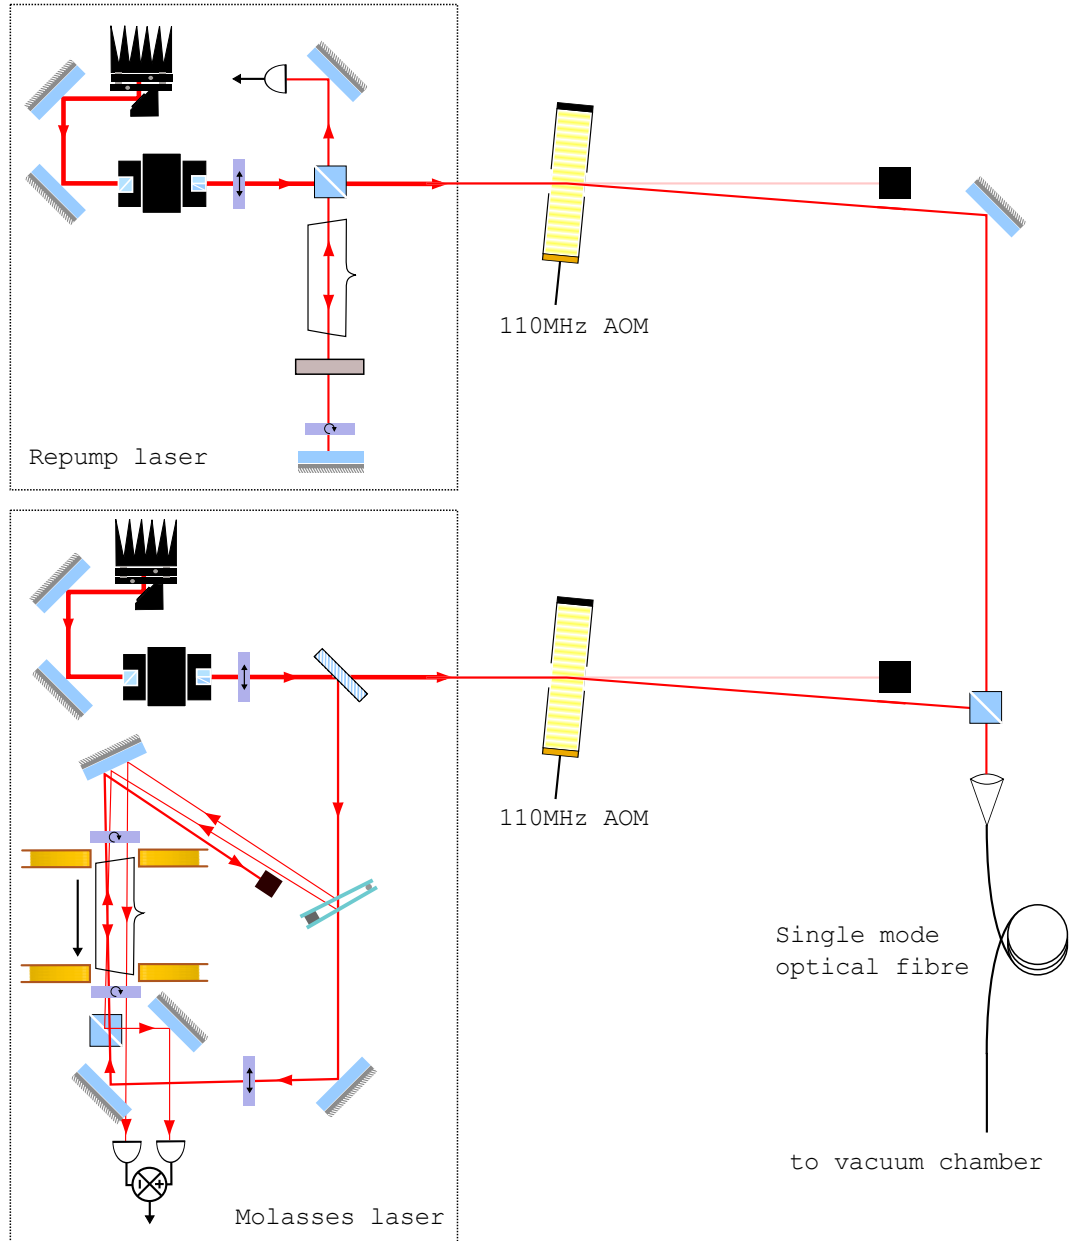 Repump laser
110MHz AOM
110MHz AOM
Single mode
optical fibre
to vacuum chamber
- +
Molasses laser